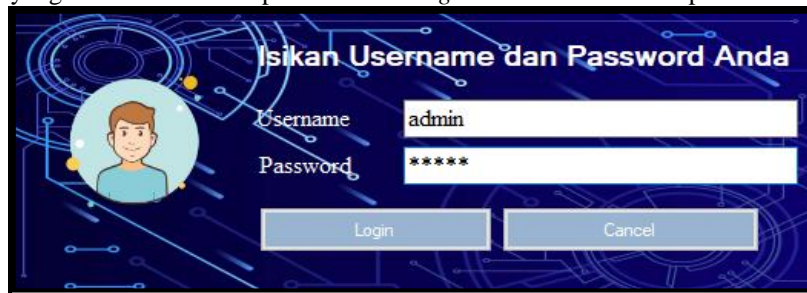 Isikan Username dan Password Anda
Username admin
Password *****
Login Cancel